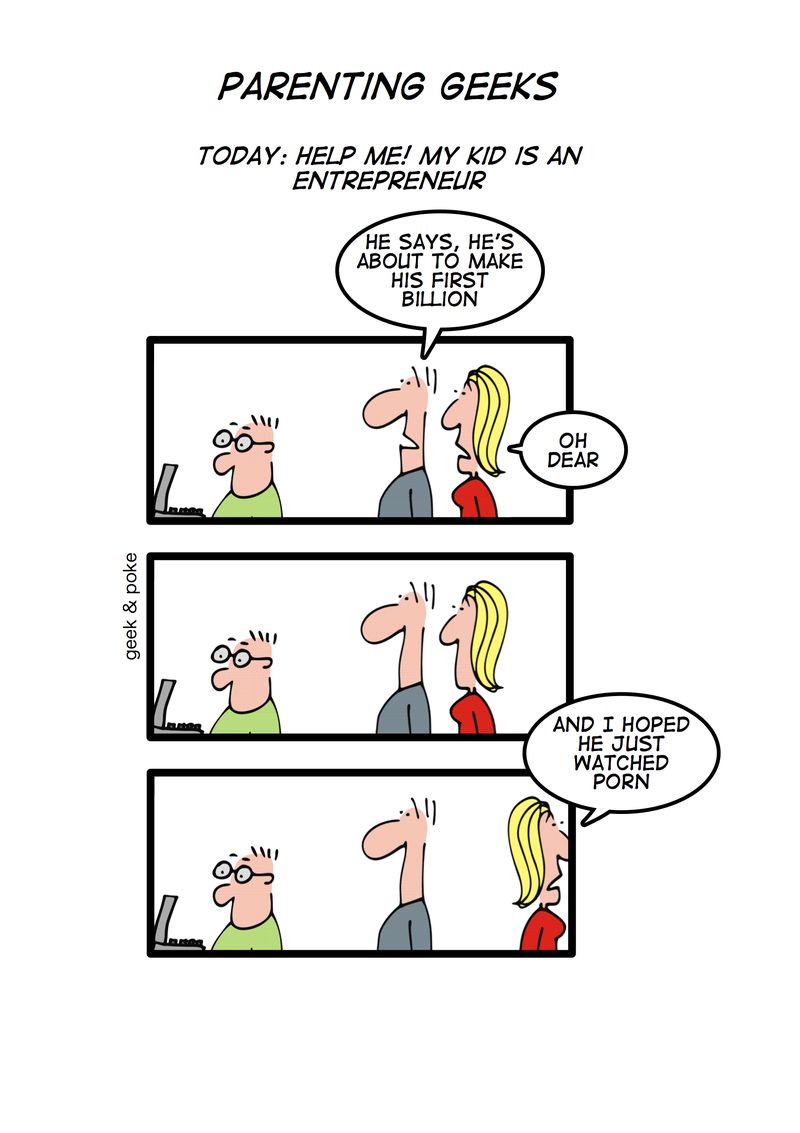 PARENTING GEEKS
TODAY: HELP ME! MY KID IS AN
ENTREPRENEUR
HE SAYS, HE'S
ABOUT TO MAKE
HIS FIRST
BILLION
OH
DEAR
geek & poke
AND I HOPED
HE JUST
WATCHED
PORN